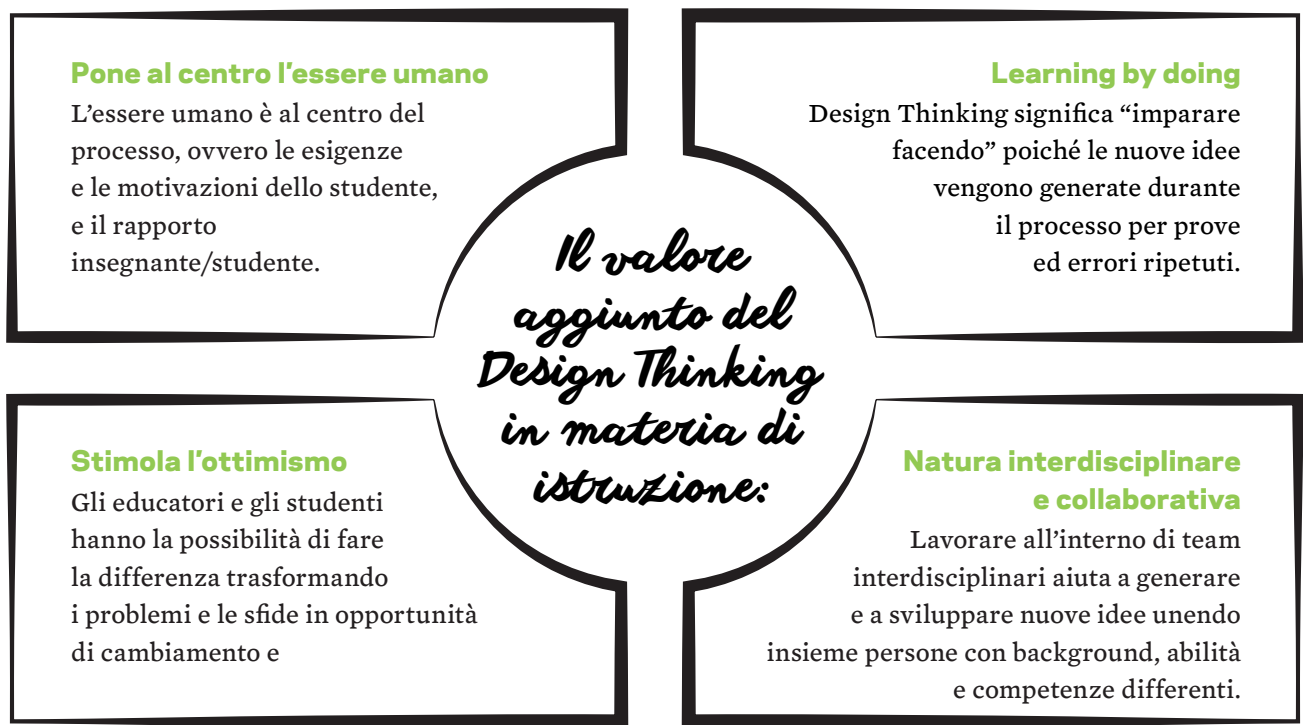 Pone al centro l’essere umano
L’essere umano è al centro del
processo, ovvero le esigenze
e le motivazioni dello studente,
e il rapporto
insegnante/studente.
Learning by doing
Design Thinking significa “imparare
facendo” poiché le nuove idee
vengono generate durante
il processo per prove
ed errori ripetuti.
Il valore
aggiunto del
Design Thinking
in materia di
istruzione:
Stimola l’ottimismo
Gli educatori e gli studenti
hanno la possibilità di fare
la differenza trasformando
i problemi e le sfide in opportunità
di cambiamento e
Natura interdisciplinare
e collaborativa
Lavorare all’interno di team
interdisciplinari aiuta a generare
e a sviluppare nuove idee unendo
insieme persone con background, abilità
e competenze differenti.